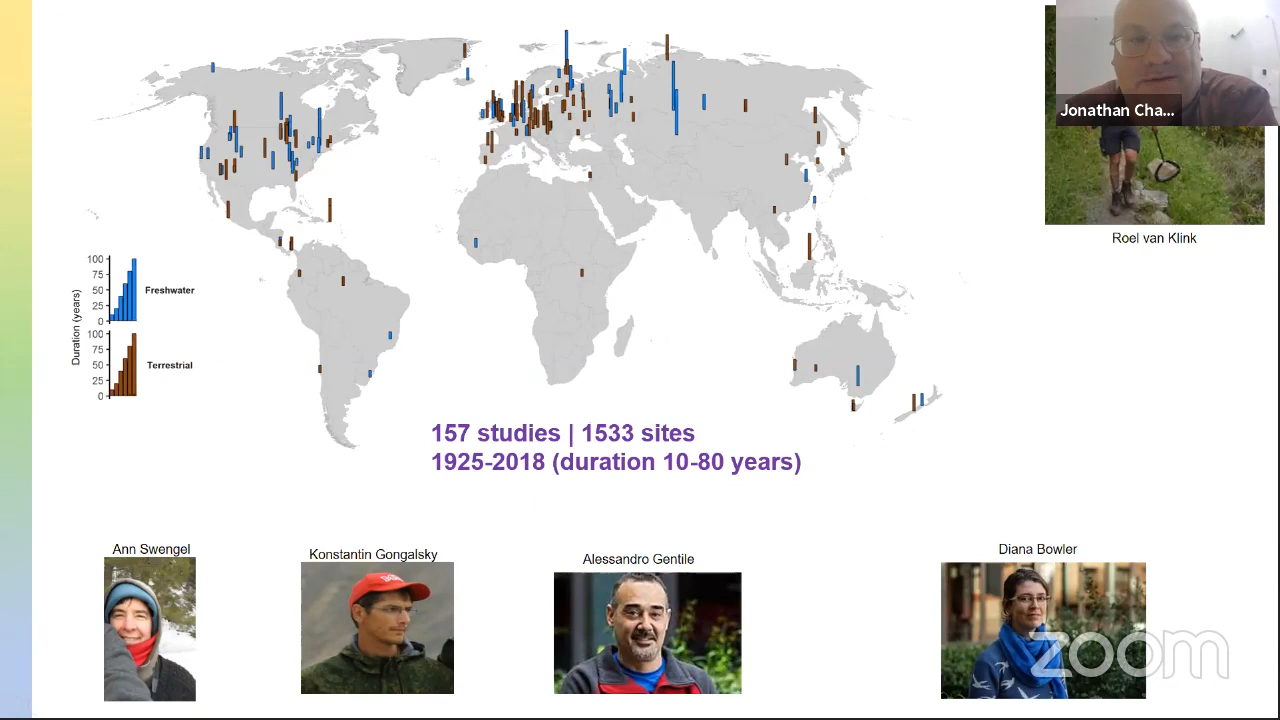 Jonathan Cha...
Roel van Klink
100
75
50
25
0
Freshwater
Duration (years)
100
75
50
25
0
Terrestrial
157 studies | 1533 sites
1925-2018 (duration 10-80 years)
Ann Swengel
Konstantin Gongalsky
Alessandro Gentile
Diana Bowler
zoom